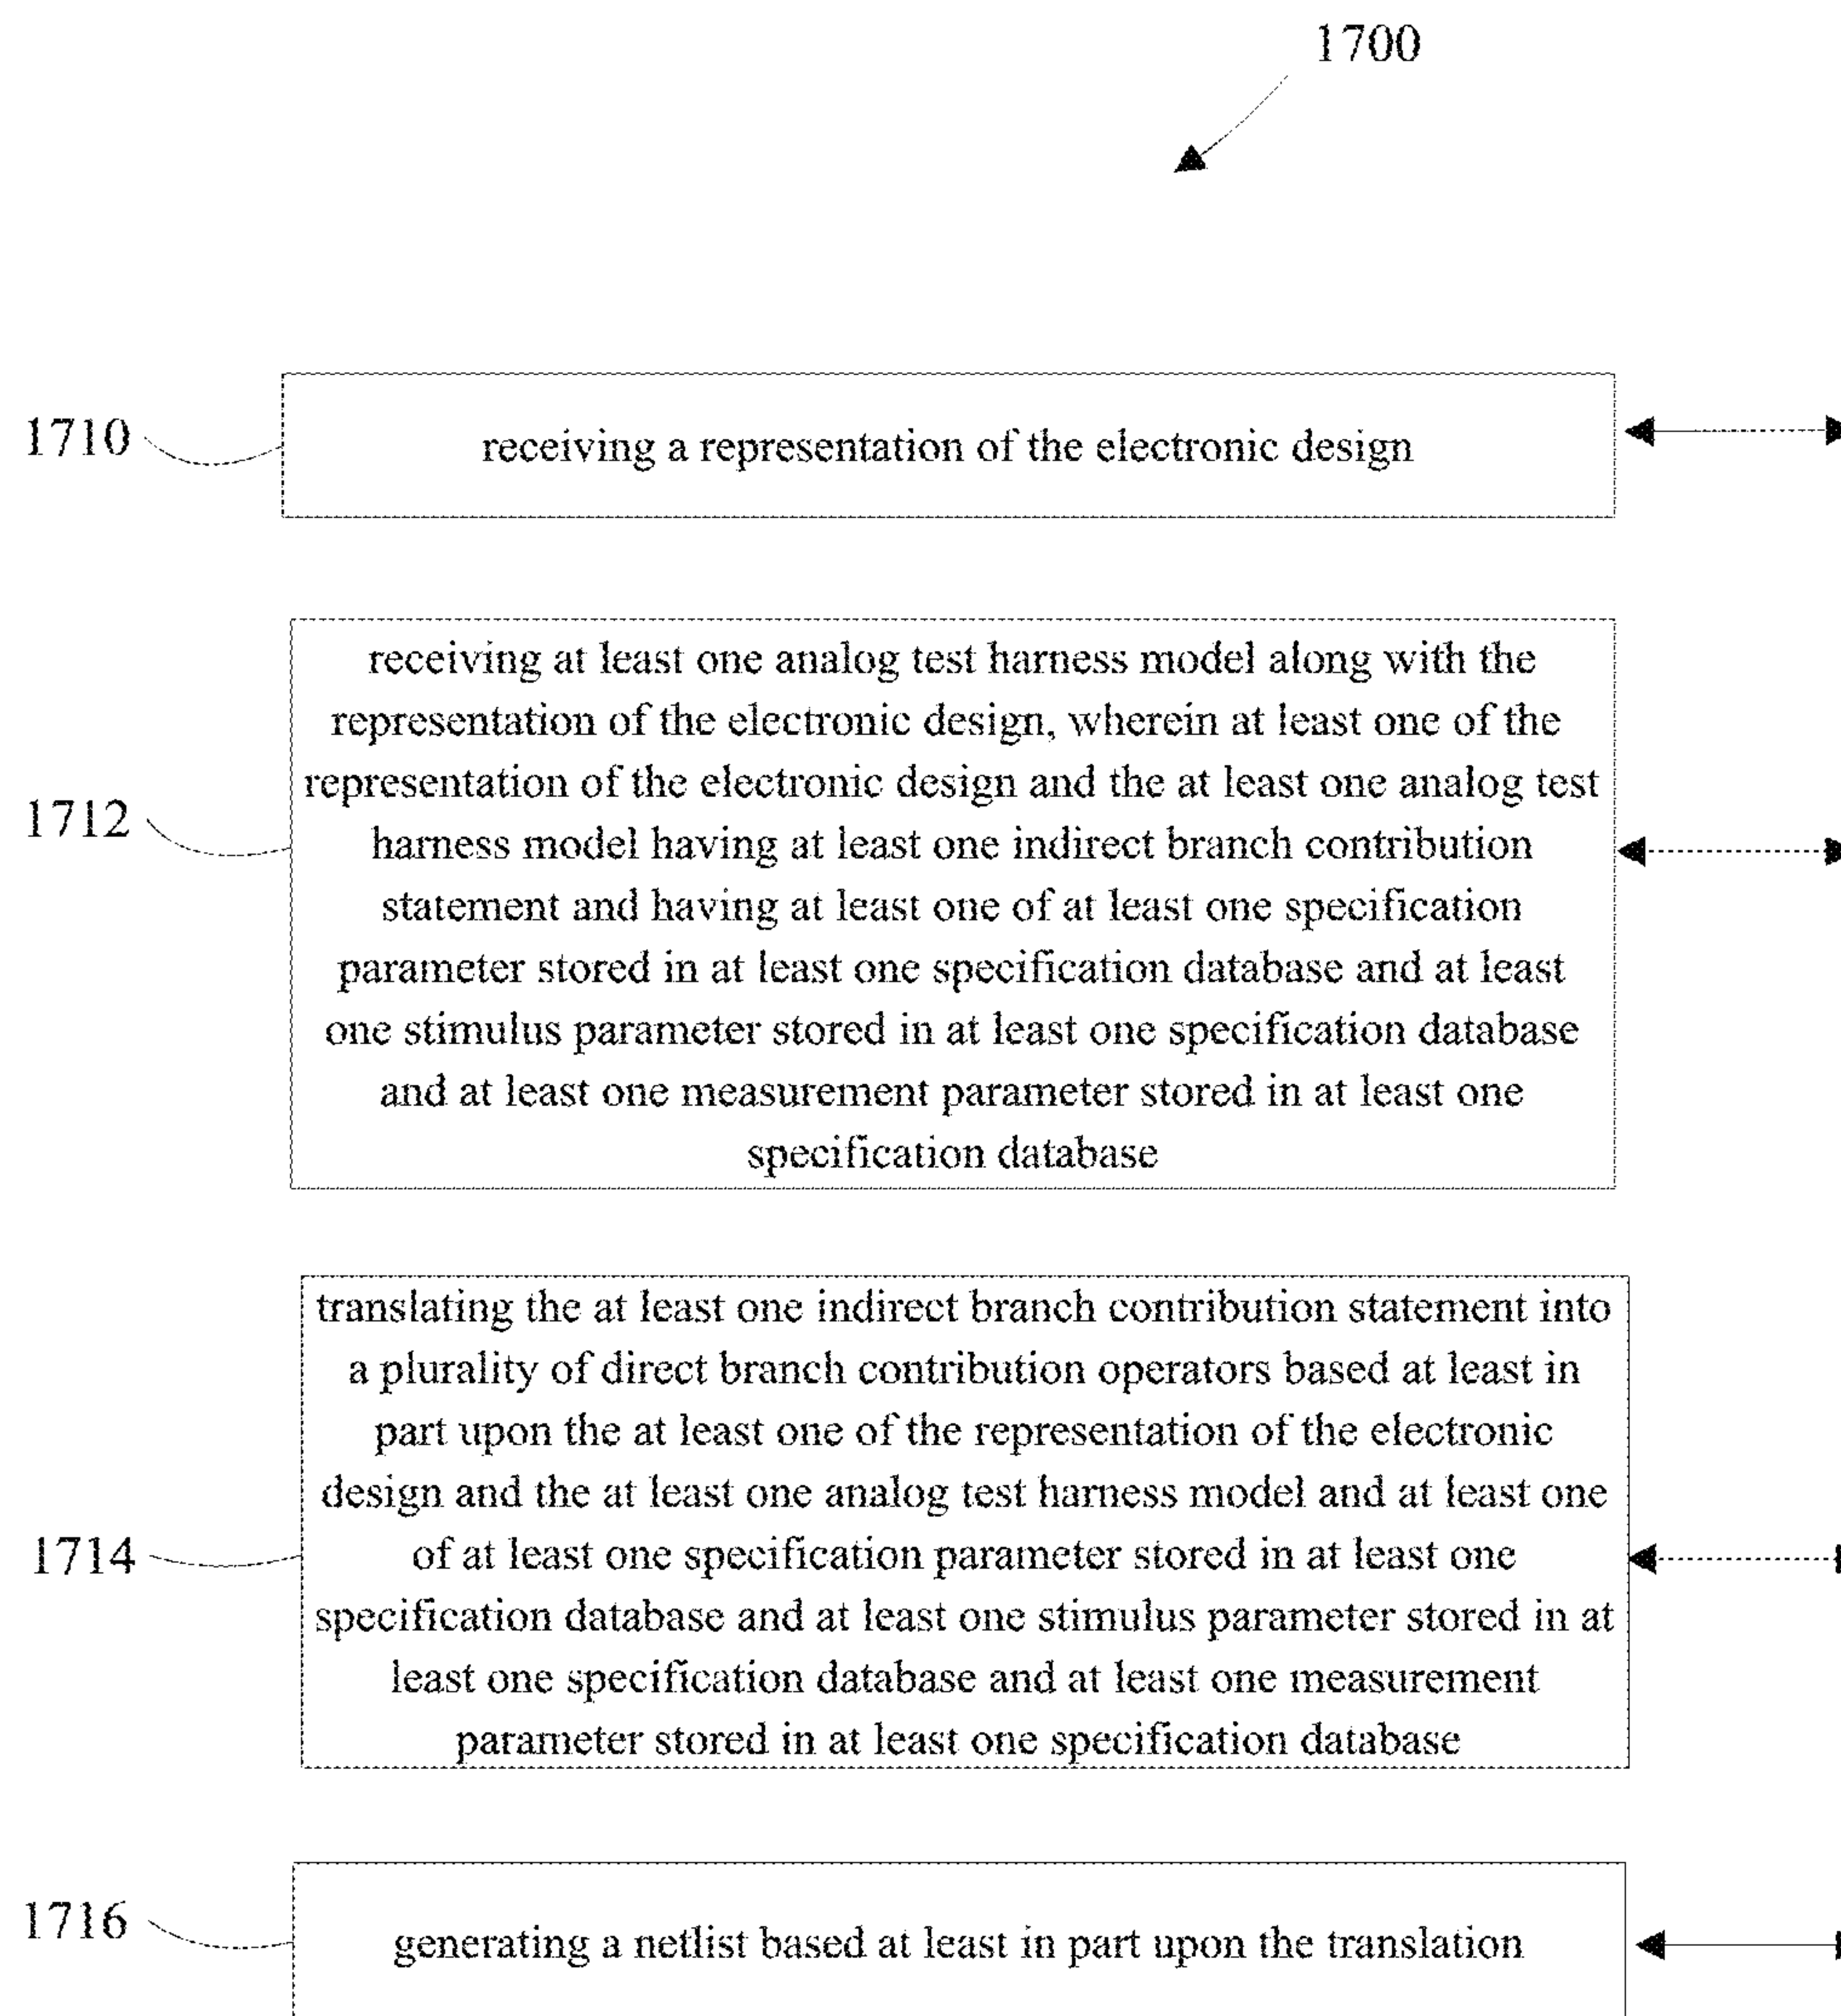 1700
1710
receiving a representation of the electronic design
1712
receiving at least one analog test harness model along with the
representation of the electronic design, wherein at least one of the
representation of the electronic design and the at least one analog test
harness model having at least one indirect branch contribution
statement and having at least one of at least one specification
parameter stored in at least one specification database and at least
one stimulus parameter stored in at least one specification database
and at least one measurement parameter stored in at least one
specification database
1714
translating the at least one indirect branch contribution statement into
a plurality of direct branch contribution operators based at least in
part upon the at least one of the representation of the electronic
design and the at least one analog test harness model and at least one
of at least one specification parameter stored in at least one
specification database and at least one stimulus parameter stored in at
least one specification database and at least one measurement
parameter stored in at least one specification database
1716
generating a netlist based at least in part upon the translation